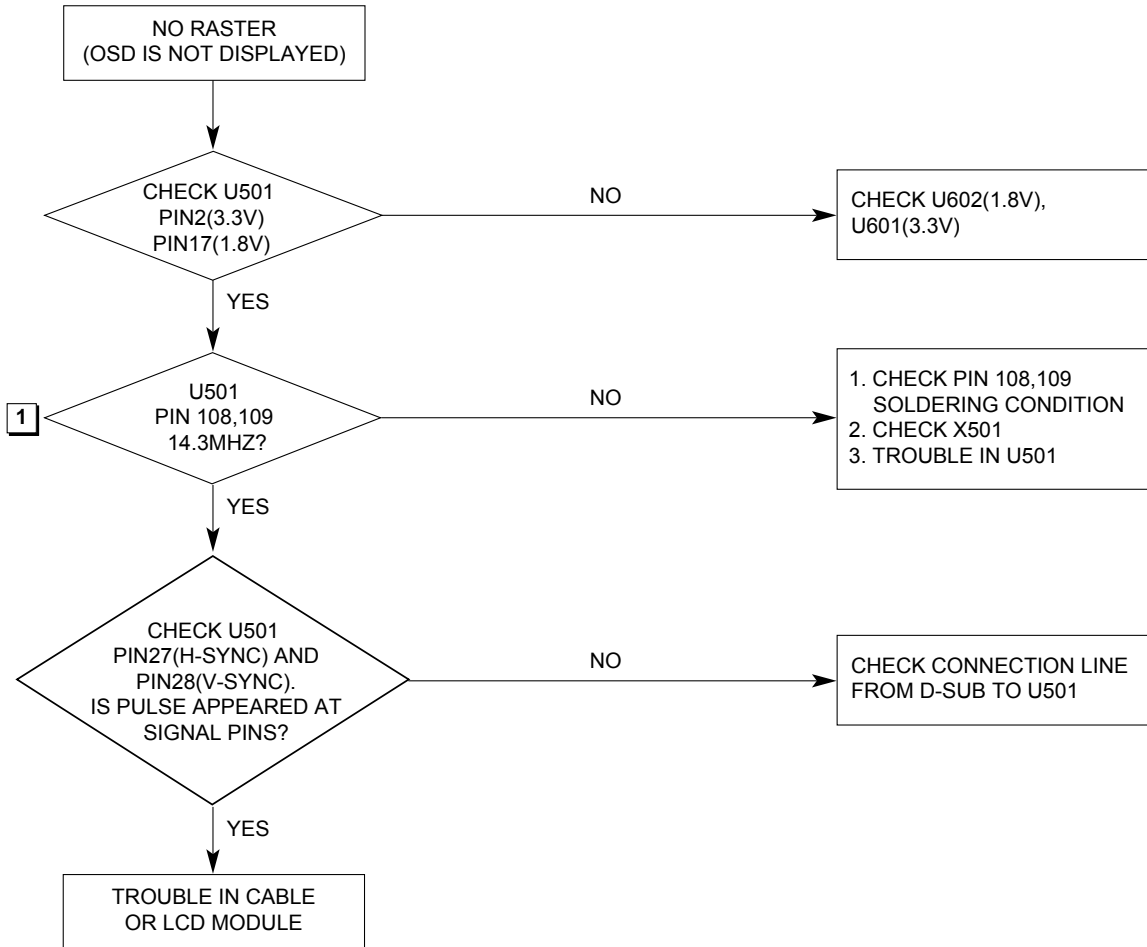 NO RASTER
(OSD IS NOT DISPLAYED)
CHECK U501
PIN2(3.3V)
PIN17(1.8V)
NO
CHECK U602(1.8V),
U601(3.3V)
YES
1
U501
PIN 108,109
14.3MHZ?
NO
1. CHECK PIN 108,109
SOLDERING CONDITION
2. CHECK X501
3. TROUBLE IN U501
YES
CHECK U501
PIN27(H-SYNC) AND
PIN28(V-SYNC).
IS PULSE APPEARED AT
SIGNAL PINS?
NO
CHECK CONNECTION LINE
FROM D-SUB TO U501
YES
TROUBLE IN CABLE
OR LCD MODULE